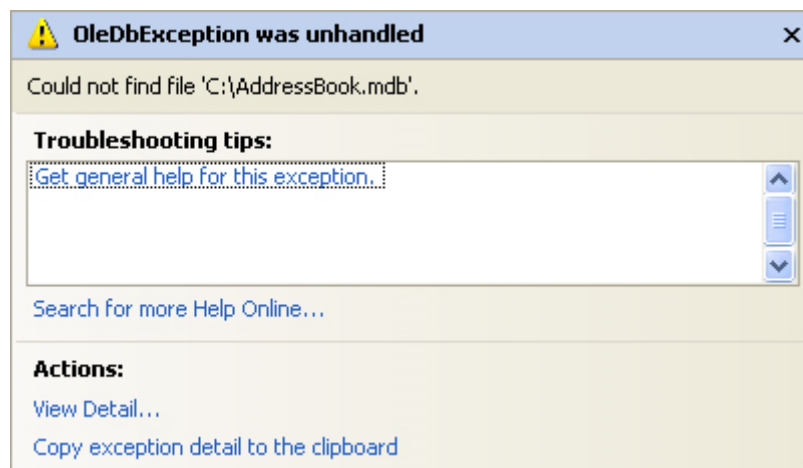 OleDbException was unhandled
Could not find file 'C:\AddressBook.mdb'.
Troubleshooting tips:
Get general help for this exception.
Search for more Help Online...
Actions:
View Detail...
Copy exception detail to the clipboard